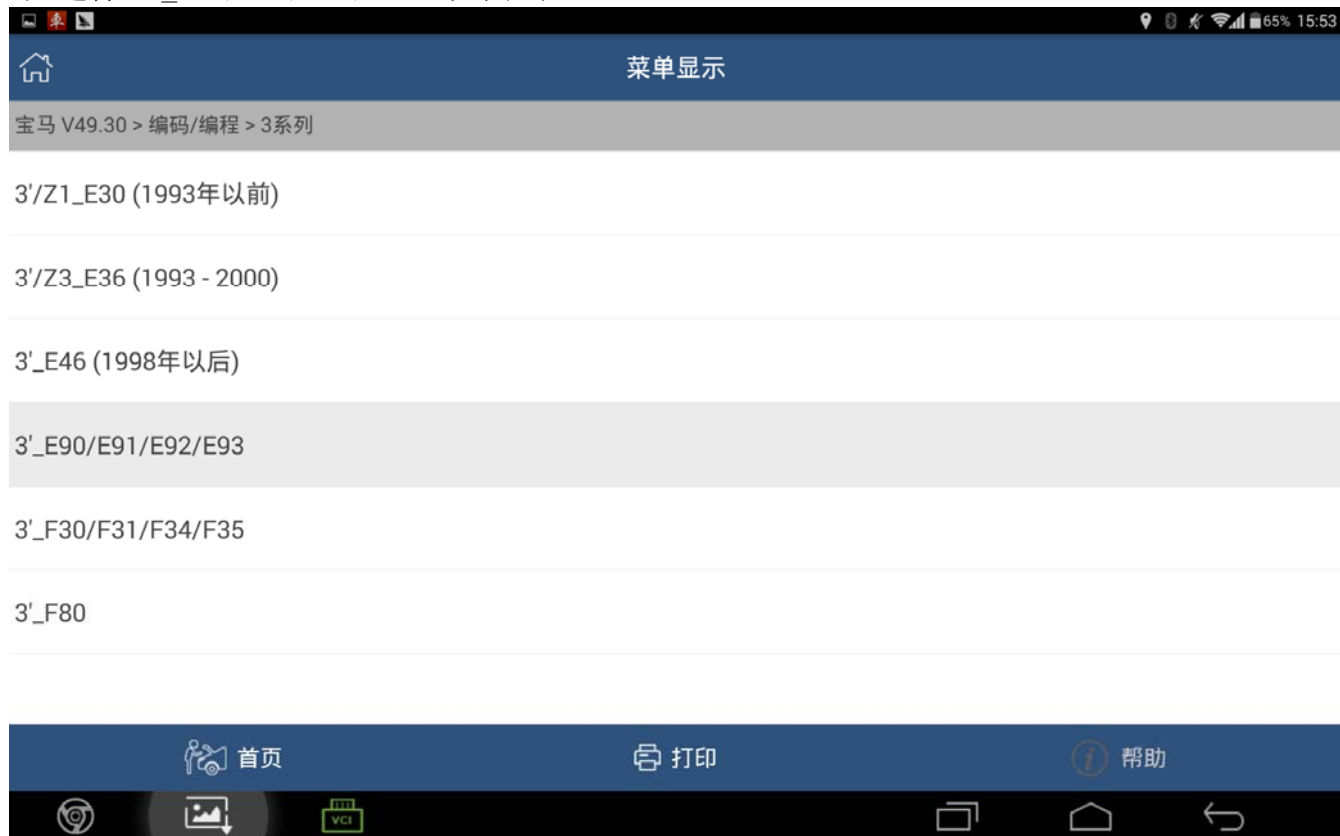 65% 15:53
菜单显示
宝马 V49.30 > 编码/编程 > 3系列
3'/Z1_E30 (1993年以前)
3'/Z3_E36 (1993 - 2000)
3'_E46 (1998年以后)
3'_E90/E91/E92/E93
3'_F30/F31/F34/F35
3'_F80
首页 打印 帮助
VCI